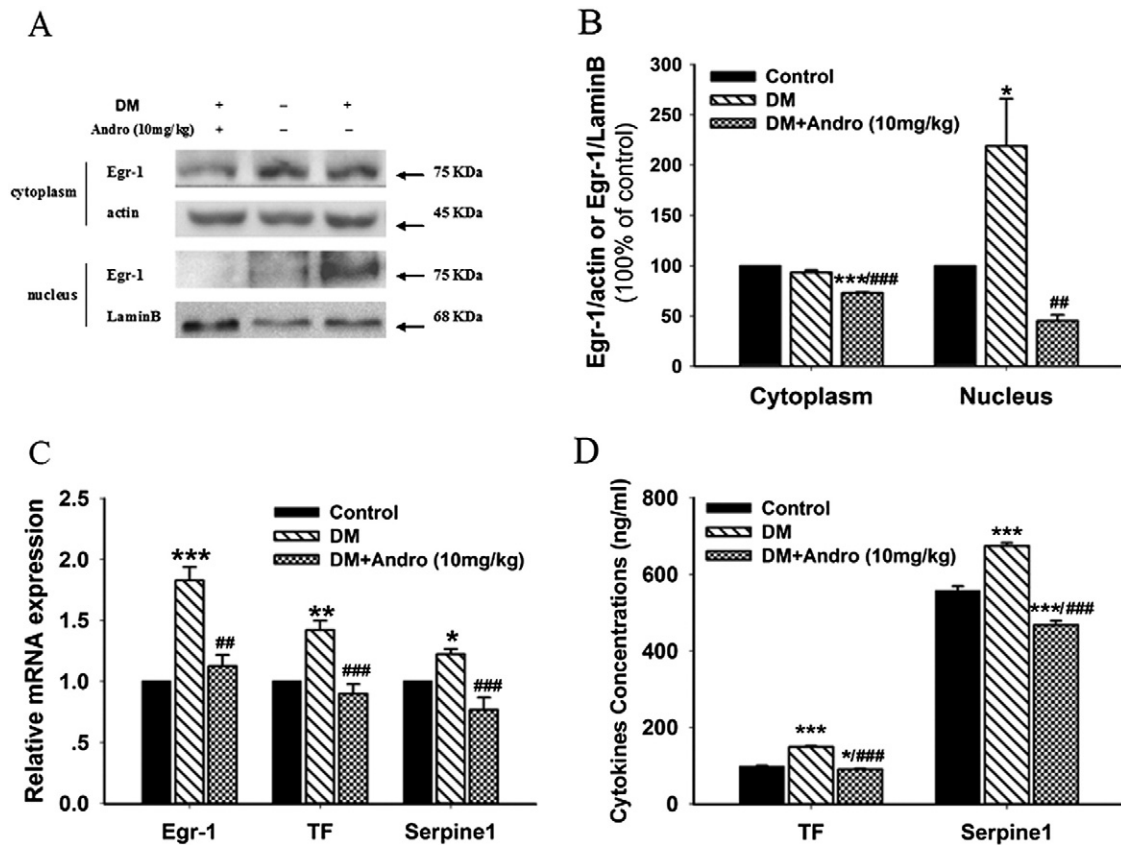 A
DM + – +
Andro (10mg/kg) + – –
cytoplasm
Egr-1 75 KDa
actin 45 KDa
nucleus
Egr-1 75 KDa
LaminB 68 KDa
B
Egr-1/actin or Egr-1/LaminB
(100% of control)
300
250
200
150
100
50
0
Control
DM
DM+Andro (10mg/kg)
***/###
*
##
Cytoplasm Nucleus
C
Relative mRNA expression
2.5
2.0
1.5
1.0
.5
0.0
Control
DM
DM+Andro (10mg/kg)
***
##
**
###
*
###
Egr-1 TF Serpine1
D
Cytokines Concentrations (ng/ml)
800
600
400
200
0
Control
DM
DM+Andro (10mg/kg)
***
*/###
***
***/###
TF Serpine1